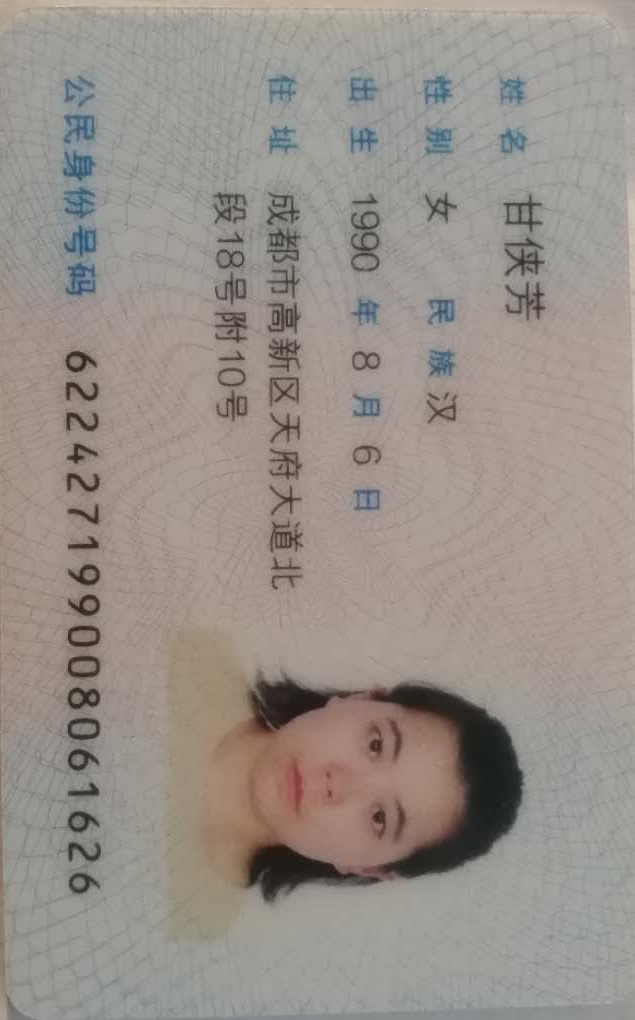 姓名 甘侠芳
性别 女 民族 汉
出生 1990 年 8 月 6 日
住址 成都市高新区天府大道北
段18号附10号
公民身份号码 622427199008061626